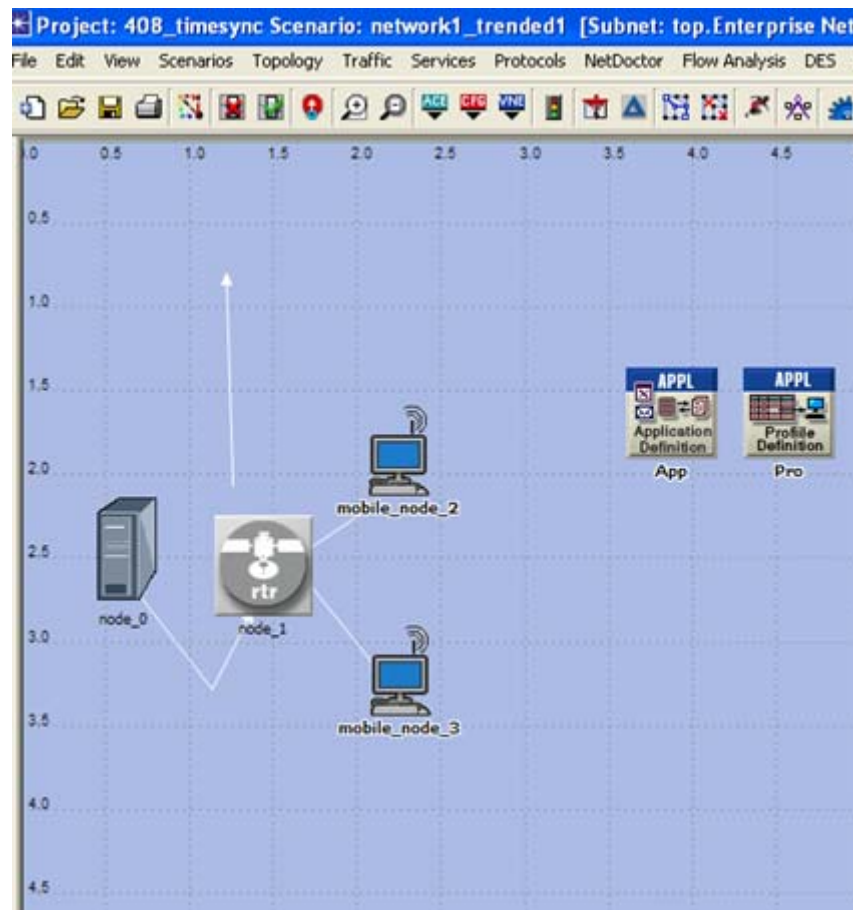 Project: 408_timesync Scenario: network1_trended1 [Subnet: top.Enterprise Net
File Edit View Scenarios Topology Traffic Services Protocols NetDoctor Flow Analysis DES
ACE CFG VNE
.0 0.5 1.0 1.5 2.0 2.5 3.0 3.5 4.0 4.5
0.5
1.0
1.5
APPL
Application
Definition
App
APPL
Profile
Definition
Pro
2.0
mobile_node_2
2.5
rtr
node_0
node_1
3.0
3.5
mobile_node_3
4.0
4.5